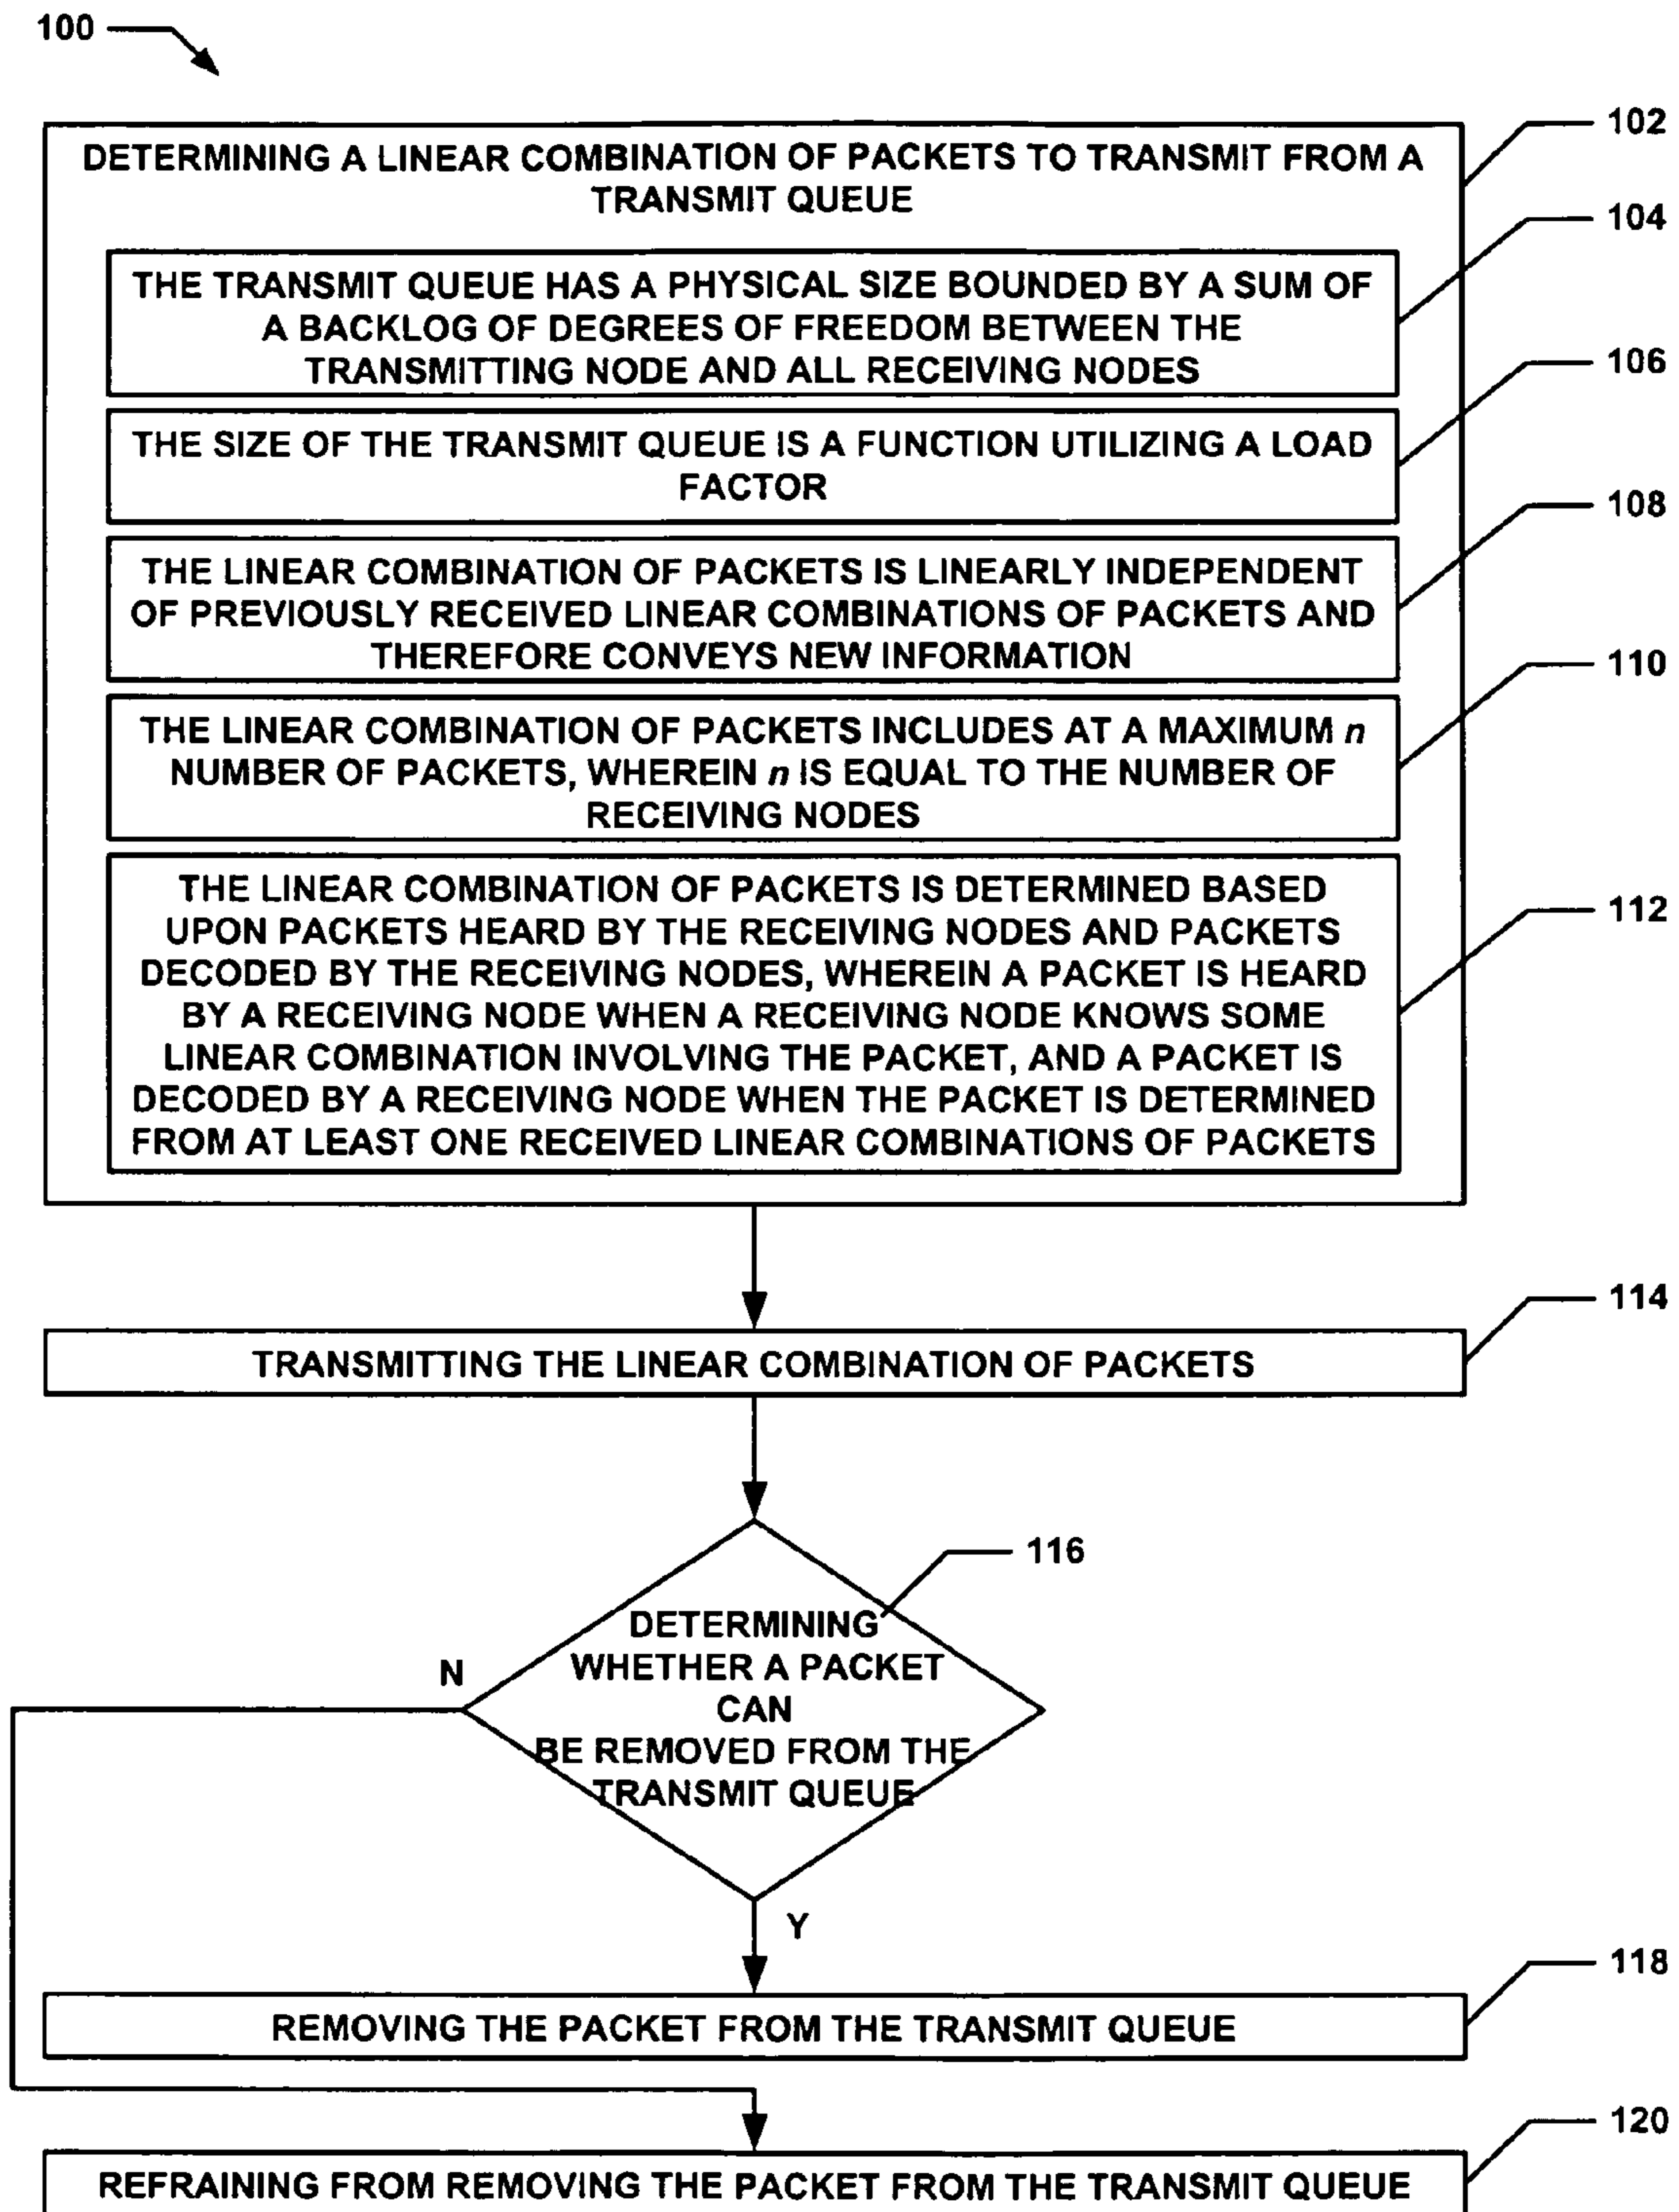 100
102
DETERMINING A LINEAR COMBINATION OF PACKETS TO TRANSMIT FROM A
TRANSMIT QUEUE
104
THE TRANSMIT QUEUE HAS A PHYSICAL SIZE BOUNDED BY A SUM OF
A BACKLOG OF DEGREES OF FREEDOM BETWEEN THE
TRANSMITTING NODE AND ALL RECEIVING NODES
106
THE SIZE OF THE TRANSMIT QUEUE IS A FUNCTION UTILIZING A LOAD
FACTOR
108
THE LINEAR COMBINATION OF PACKETS IS LINEARLY INDEPENDENT
OF PREVIOUSLY RECEIVED LINEAR COMBINATIONS OF PACKETS AND
THEREFORE CONVEYS NEW INFORMATION
110
THE LINEAR COMBINATION OF PACKETS INCLUDES AT A MAXIMUM n
NUMBER OF PACKETS, WHEREIN n IS EQUAL TO THE NUMBER OF
RECEIVING NODES
112
THE LINEAR COMBINATION OF PACKETS IS DETERMINED BASED
UPON PACKETS HEARD BY THE RECEIVING NODES AND PACKETS
DECODED BY THE RECEIVING NODES, WHEREIN A PACKET IS HEARD
BY A RECEIVING NODE WHEN A RECEIVING NODE KNOWS SOME
LINEAR COMBINATION INVOLVING THE PACKET, AND A PACKET IS
DECODED BY A RECEIVING NODE WHEN THE PACKET IS DETERMINED
FROM AT LEAST ONE RECEIVED LINEAR COMBINATIONS OF PACKETS
114
TRANSMITTING THE LINEAR COMBINATION OF PACKETS
116
DETERMINING
WHETHER A PACKET
CAN
BE REMOVED FROM THE
TRANSMIT QUEUE
N
Y
118
REMOVING THE PACKET FROM THE TRANSMIT QUEUE
120
REFRAINING FROM REMOVING THE PACKET FROM THE TRANSMIT QUEUE